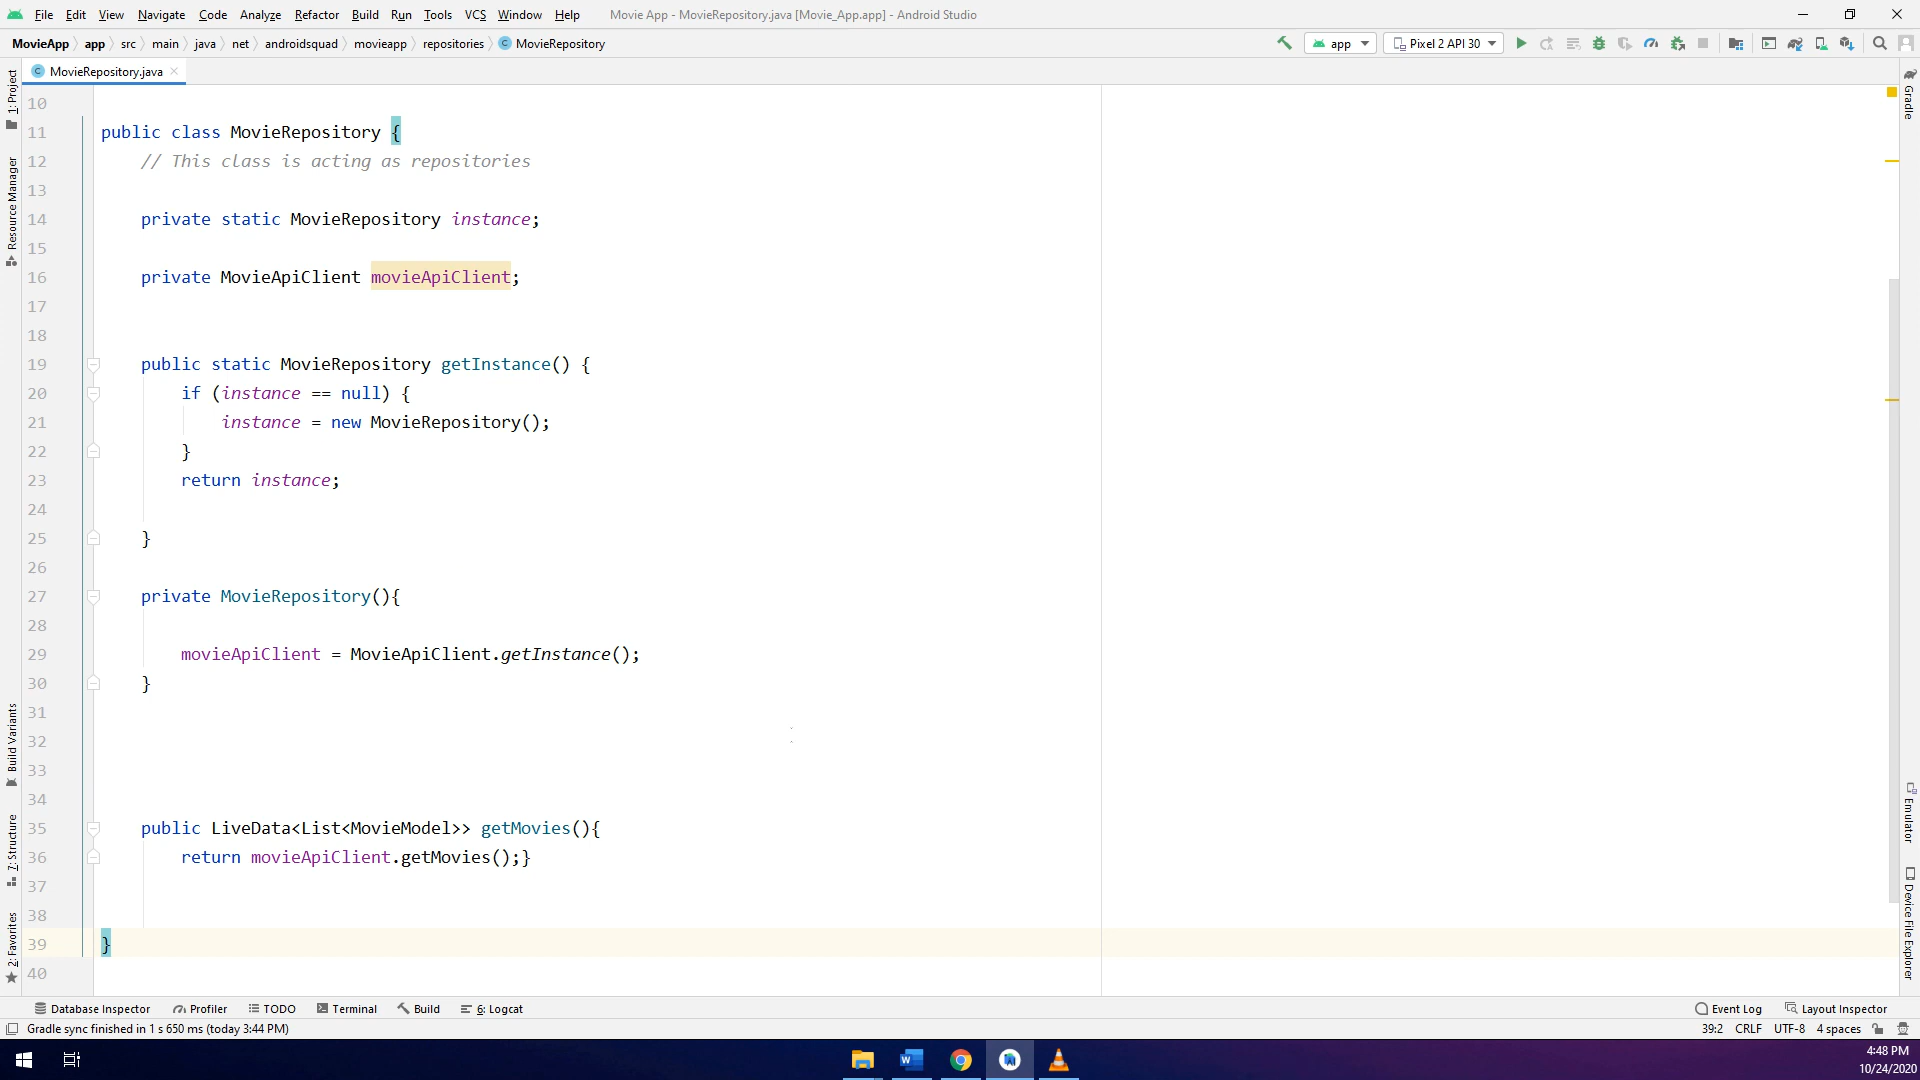 File Edit View Navigate Code Analyze Refactor Build Run Tools VCS Window Help Movie App - MovieRepository.java [Movie_App.app] - Android Studio
MovieApp app src main java net androidsquad movieapp repositories MovieRepository app Pixel 2 API 30
MovieRepository.java
1: Project
Resource Manager
Build Variants
7: Structure
2: Favorites
10
11 public class MovieRepository {
12 // This class is acting as repositories
13
14 private static MovieRepository instance;
15
16 private MovieApiClient movieApiClient;
17
18
19 public static MovieRepository getInstance() {
20 if (instance == null) {
21 instance = new MovieRepository();
22 }
23 return instance;
24
25 }
26
27 private MovieRepository(){
28
29 movieApiClient = MovieApiClient.getInstance();
30 }
31
32
33
34
35 public LiveData<List<MovieModel>> getMovies(){
36 return movieApiClient.getMovies();}
37
38
39 }
40
Gradle
Emulator
Device File Explorer
Database Inspector Profiler TODO Terminal Build 6: Logcat Event Log Layout Inspector
Gradle sync finished in 1 s 650 ms (today 3:44 PM) 39:2 CRLF UTF-8 4 spaces
4:48 PM
10/24/2020